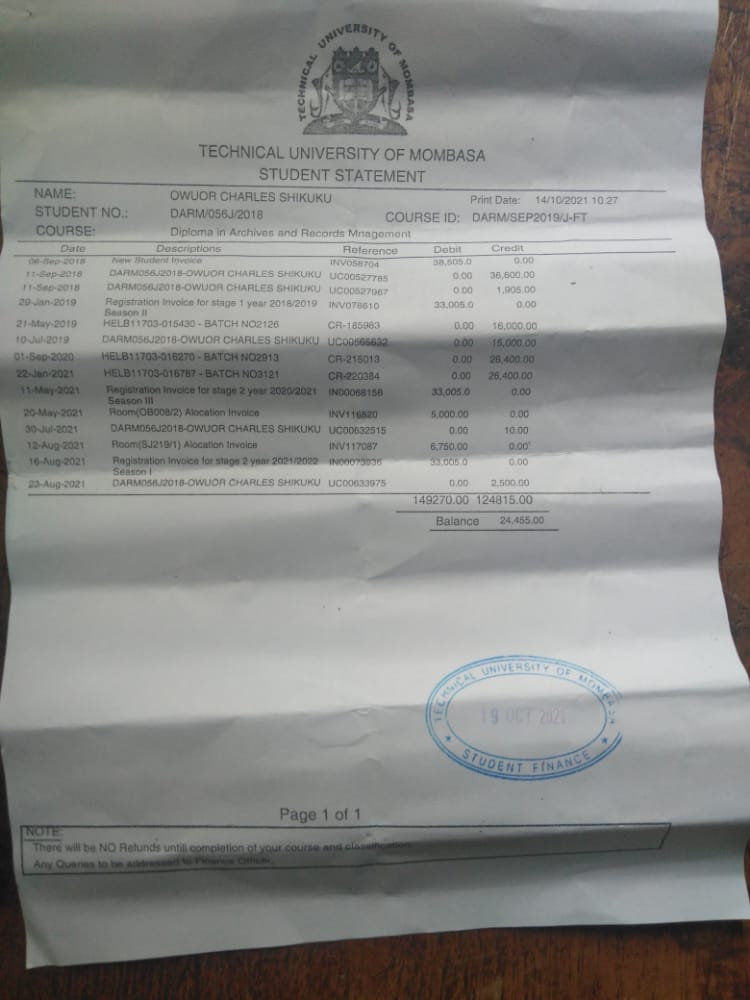 TECHNICAL UNIVERSITY OF MOMBASA
TECHNICAL UNIVERSITY OF MOMBASA
STUDENT STATEMENT
NAME: OWUOR CHARLES SHIKUKU Print Date: 14/10/2021 10.27
STUDENT NO.: DARM/056J/2018 COURSE ID: DARM/SEP2019/J-FT
COURSE: Diploma in Archives and Records Mnagement
Date Descriptions Reference Debit Credit
06-Sep-2018 New Student Invoice INV058704 38,505.0 0.00
11-Sep-2018 DARM056J2018-OWUOR CHARLES SHIKUKU UC00527785 0.00 36,600.00
11-Sep-2018 DARM056J2018-OWUOR CHARLES SHIKUKU UC00527967 0.00 1,905.00
29-Jan-2019 Registration Invoice for stage 1 year 2018/2019 INV078610 33,005.0 0.00
Season II
21-May-2019 HELB11703-015430 - BATCH NO2126 CR-185983 0.00 16,000.00
10-Jul-2019 DARM056J2018-OWUOR CHARLES SHIKUKU 0.00 15,000.00
01-Sep-2020 HELB11703-016270 - BATCH NO2913 CR-215013 0.00 26,400.00
22-Jan-2021 HELB11703-016787 - BATCH NO3121 CR-220384 0.00 26,400.00
11-May-2021 Registration Invoice for stage 2 year 2020/2021 IN00068156 33,005.0 0.00
Season III
20-May-2021 Room(OB008/2) Alocation Invoice INV116520 5,000.00 0.00
30-Jul-2021 DARM056J2018-OWUOR CHARLES SHIKUKU UC00632515 0.00 10.00
12-Aug-2021 Room(SJ219/1) Alocation Invoice INV117087 6,750.00 0.00
16-Aug-2021 Registration Invoice for stage 2 year 2021/2022 33,005.0 0.00
Season I
23-Aug-2021 DARM056J2018-OWUOR CHARLES SHIKUKU UC00633975 0.00 2,500.00
149270.00 124815.00
Balance 24,455.00
TECHNICAL UNIVERSITY OF MOMBASA
19 OCT 2021
★ STUDENT FINANCE ★
Page 1 of 1
NOTE:
There will be NO Refunds untill completion of your course and classification
Any Queries to be addressed to Finance Officer.